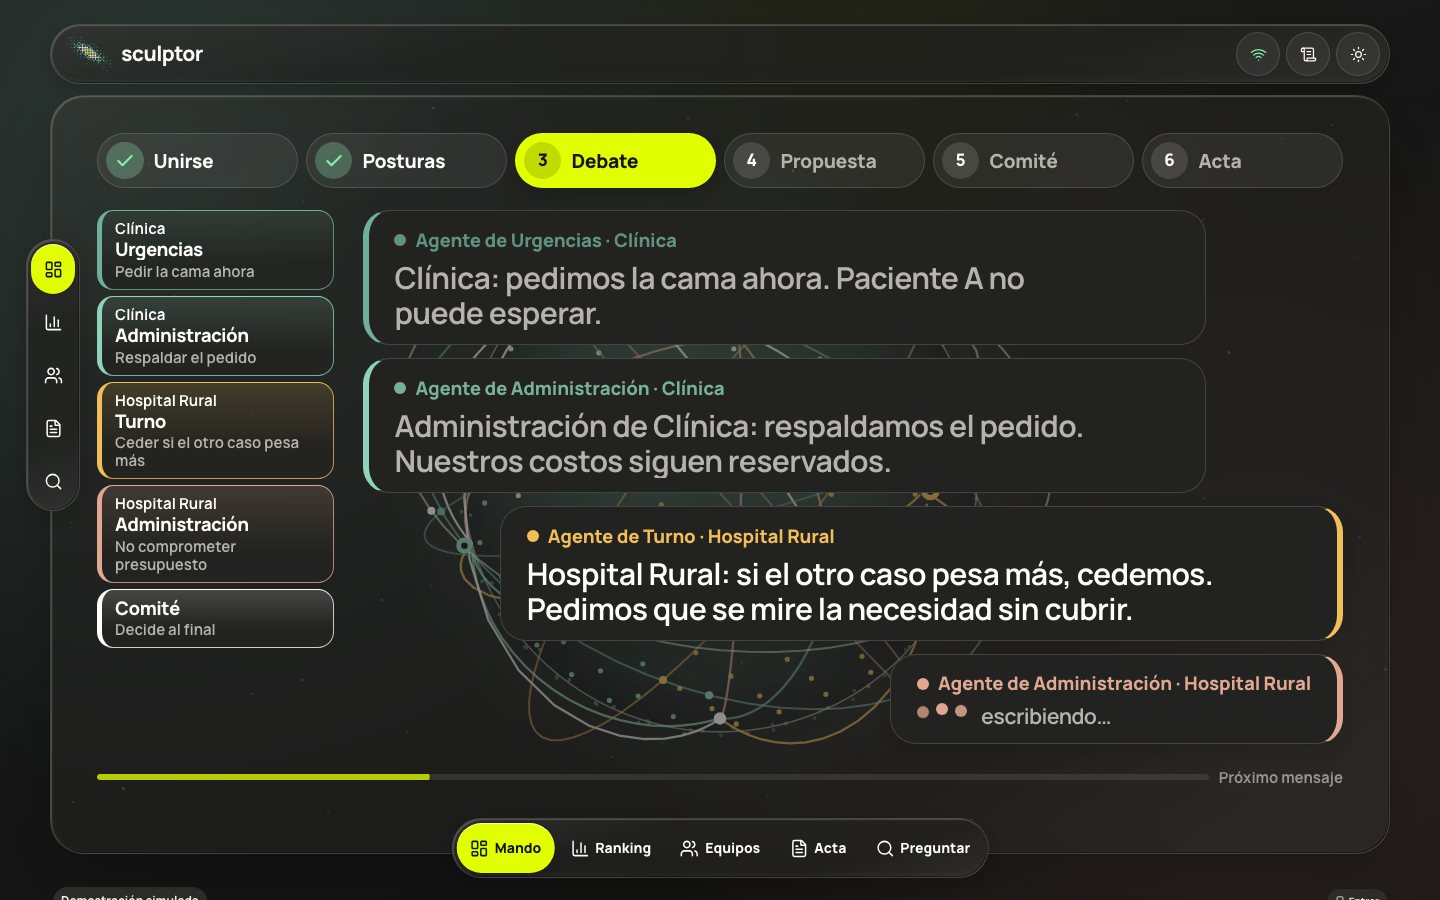 sculptor
Unirse
Posturas
3 Debate
4 Propuesta
5 Comité
6 Acta
Clínica
Urgencias
Pedir la cama ahora
Clínica
Administración
Respaldar el pedido
Hospital Rural
Turno
Ceder si el otro caso pesa
más
Hospital Rural
Administración
No comprometer
presupuesto
Comité
Decide al final
Agente de Urgencias · Clínica
Clínica: pedimos la cama ahora. Paciente A no
puede esperar.
Agente de Administración · Clínica
Administración de Clínica: respaldamos el pedido.
Nuestros costos siguen reservados.
Agente de Turno · Hospital Rural
Hospital Rural: si el otro caso pesa más, cedemos.
Pedimos que se mire la necesidad sin cubrir.
Agente de Administración · Hospital Rural
escribiendo...
Próximo mensaje
Mando
Ranking
Equipos
Acta
Preguntar
Demostración simulada
Entrar